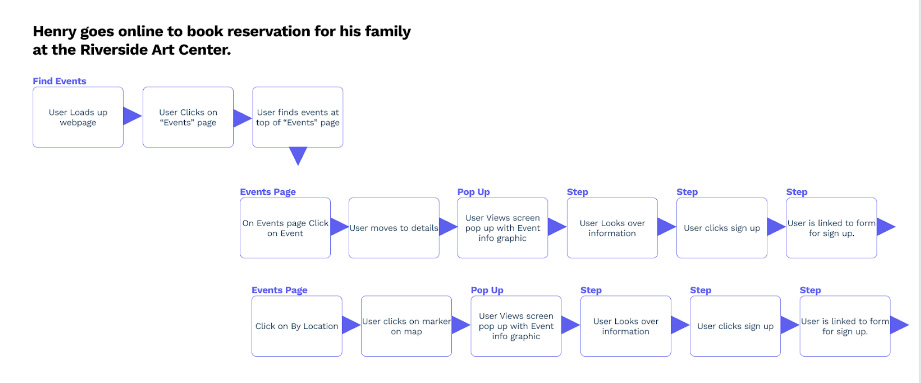 Henry goes online to book reservation for his family
at the Riverside Art Center.
Find Events
User Loads up
webpage
User Clicks on
“Events” page
User finds events at
top of “Events” page
Events Page
On Events page Click
on Event
User moves to details
Pop Up
User Views screen
pop up with Event
info graphic
Step
User Looks over
information
Step
User clicks sign up
Step
User is linked to form
for sign up.
Events Page
Click on By Location
User clicks on marker
on map
Pop Up
User Views screen
pop up with Event
info graphic
Step
User Looks over
information
Step
User clicks sign up
Step
User is linked to form
for sign up.